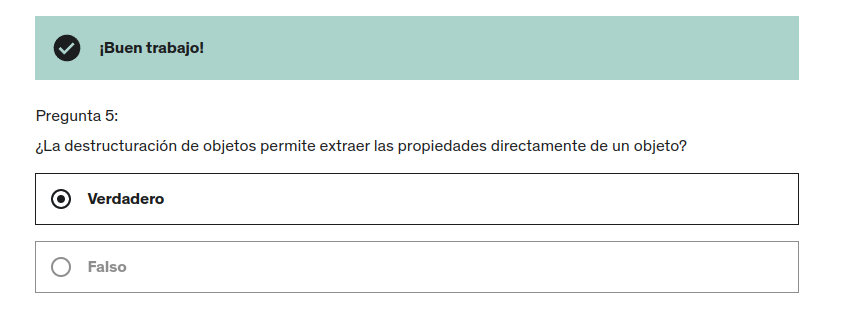 ¡Buen trabajo!
Pregunta 5:
¿La destructuración de objetos permite extraer las propiedades directamente de un objeto?
Verdadero
Falso